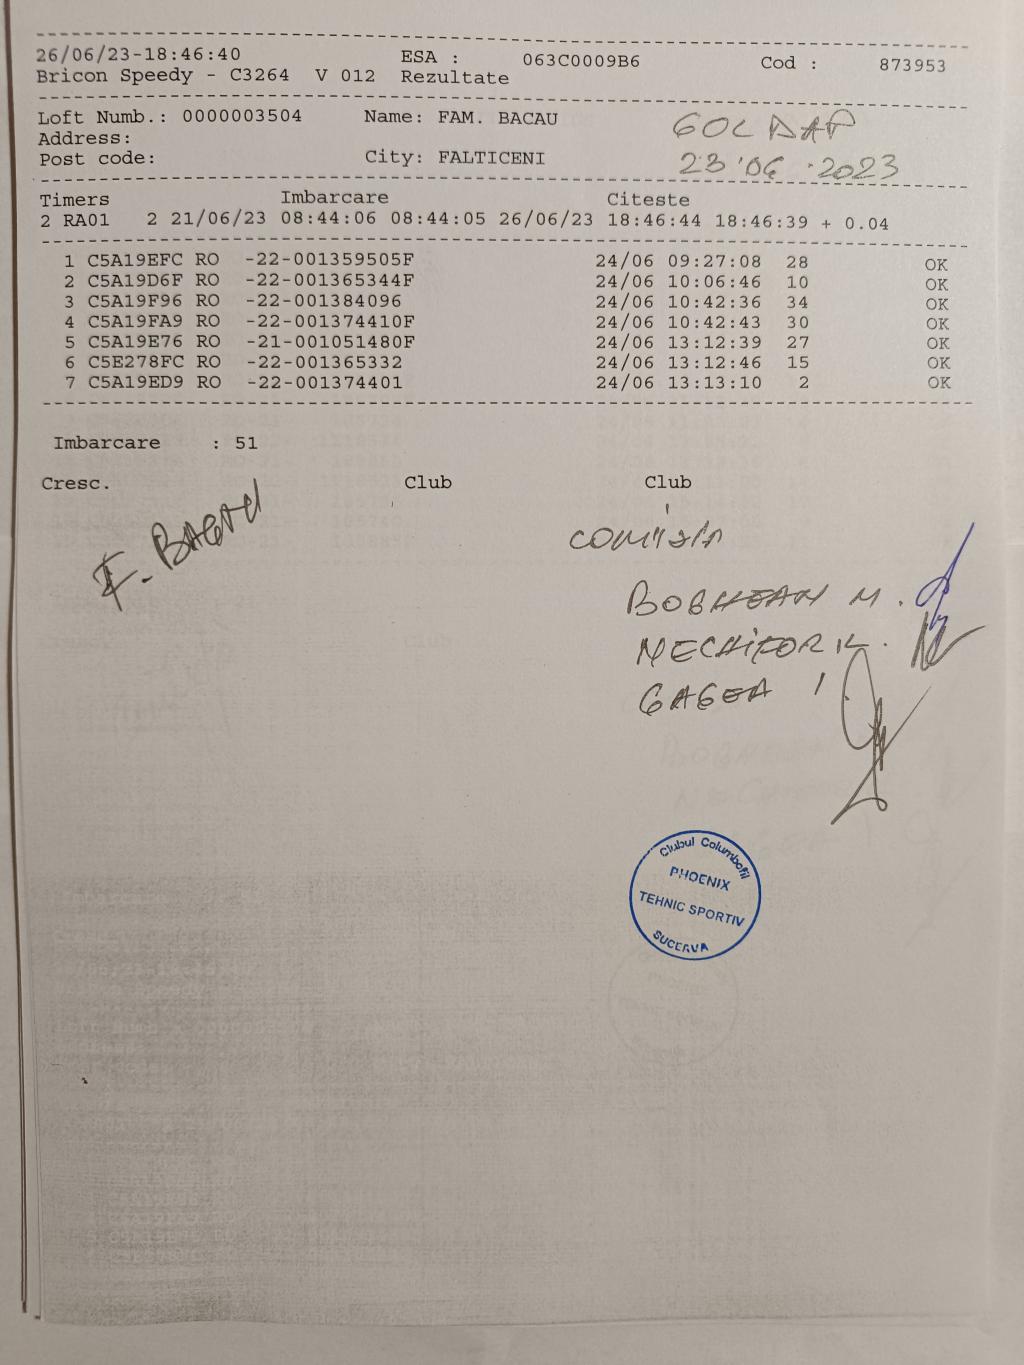 26/06/23-18:46:40 ESA : 063C0009B6 Cod : 873953
Bricon Speedy - C3264 V 012 Rezultate
Loft Numb.: 0000003504 Name: FAM. BACAU
GOLDAP
Address:
Post code: City: FALTICENI
23'06.2023
Timers Imbarcare Citeste
2 RA01 2 21/06/23 08:44:06 08:44:05 26/06/23 18:46:44 18:46:39 + 0.04
1 C5A19EFC RO -22-001359505F 24/06 09:27:08 28 OK
2 C5A19D6F RO -22-001365344F 24/06 10:06:46 10 OK
3 C5A19F96 RO -22-001384096 24/06 10:42:36 34 OK
4 C5A19FA9 RO -22-001374410F 24/06 10:42:43 30 OK
5 C5A19E76 RO -21-001051480F 24/06 13:12:39 27 OK
6 C5E278FC RO -22-001365332 24/06 13:12:46 15 OK
7 C5A19ED9 RO -22-001374401 24/06 13:13:10 2 OK
Imbarcare : 51
Cresc. Club Club
F. BACAU
COMISIA
BOGHEAN M.
NECHIFOR
GAGEA I
Clubul Columbofil
PHOENIX
TEHNIC SPORTIV
SUCEAVA